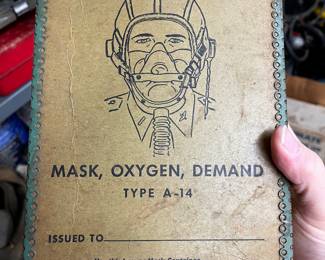 MASK, OXYGEN, DEMAND
TYPE A-14
ISSUED TO